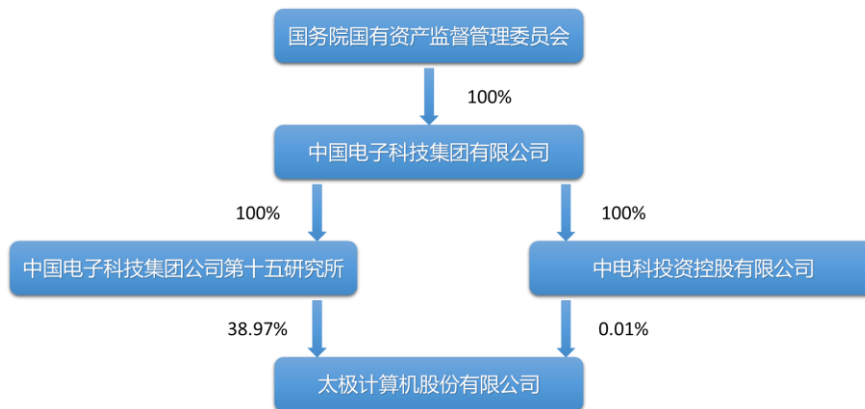 国务院国有资产监督管理委员会
100%
中国电子科技集团有限公司
100%
100%
中国电子科技集团公司第十五研究所
中电科投资控股有限公司
38.97%
0.01%
太极计算机股份有限公司